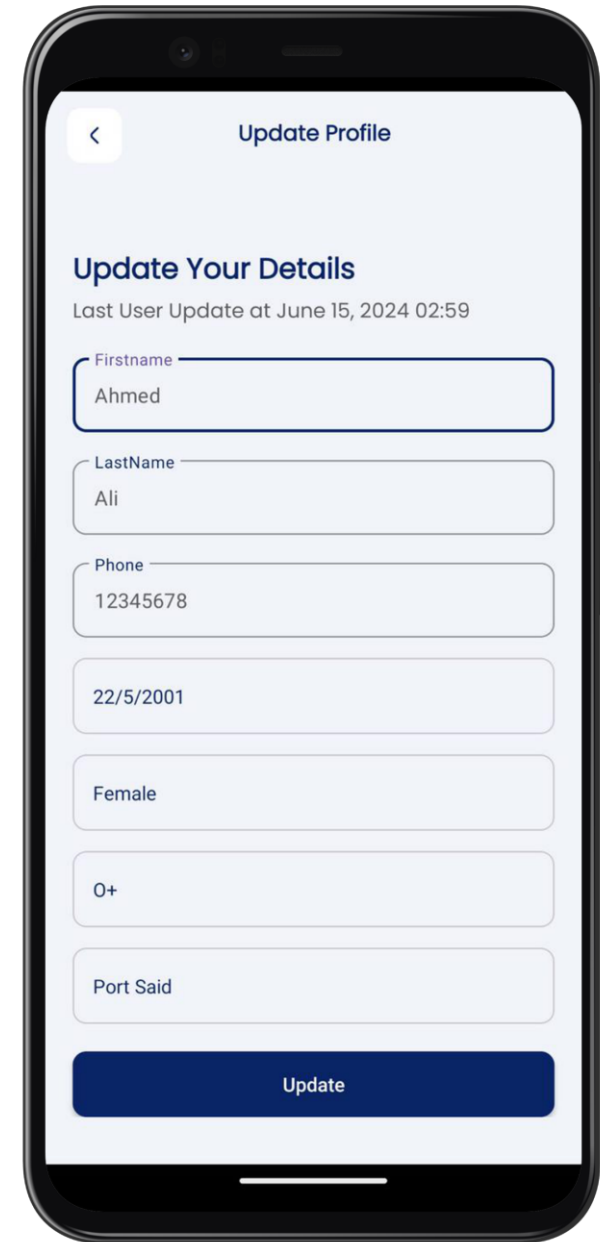 Update Profile
Update Your Details
Last User Update at June 15, 2024 02:59
Firstname
Ahmed
LastName
Ali
Phone
12345678
22/5/2001
Female
O+
Port Said
Update